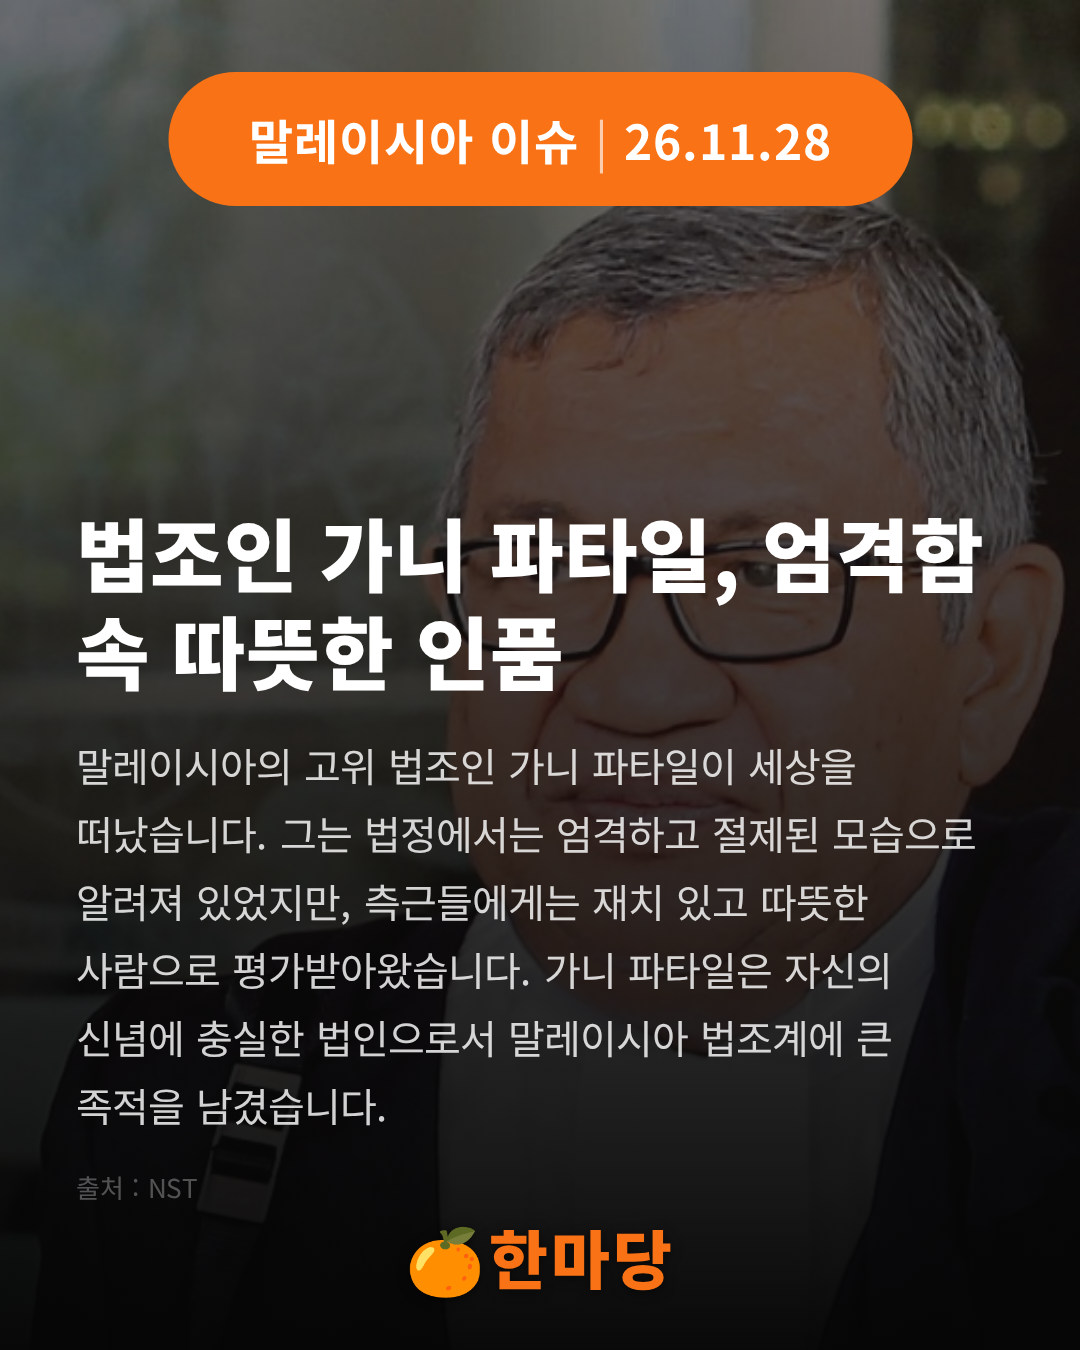 말레이시아 이슈 | 26.11.28
법조인 가니 파타일, 엄격함
속 따뜻한 인품
말레이시아의 고위 법조인 가니 파타일이 세상을
떠났습니다. 그는 법정에서는 엄격하고 절제된 모습으로
알려져 있었지만, 측근들에게는 재치 있고 따뜻한
사람으로 평가받아왔습니다. 가니 파타일은 자신의
신념에 충실한 법인으로서 말레이시아 법조계에 큰
족적을 남겼습니다.
출처 : NST
한마당